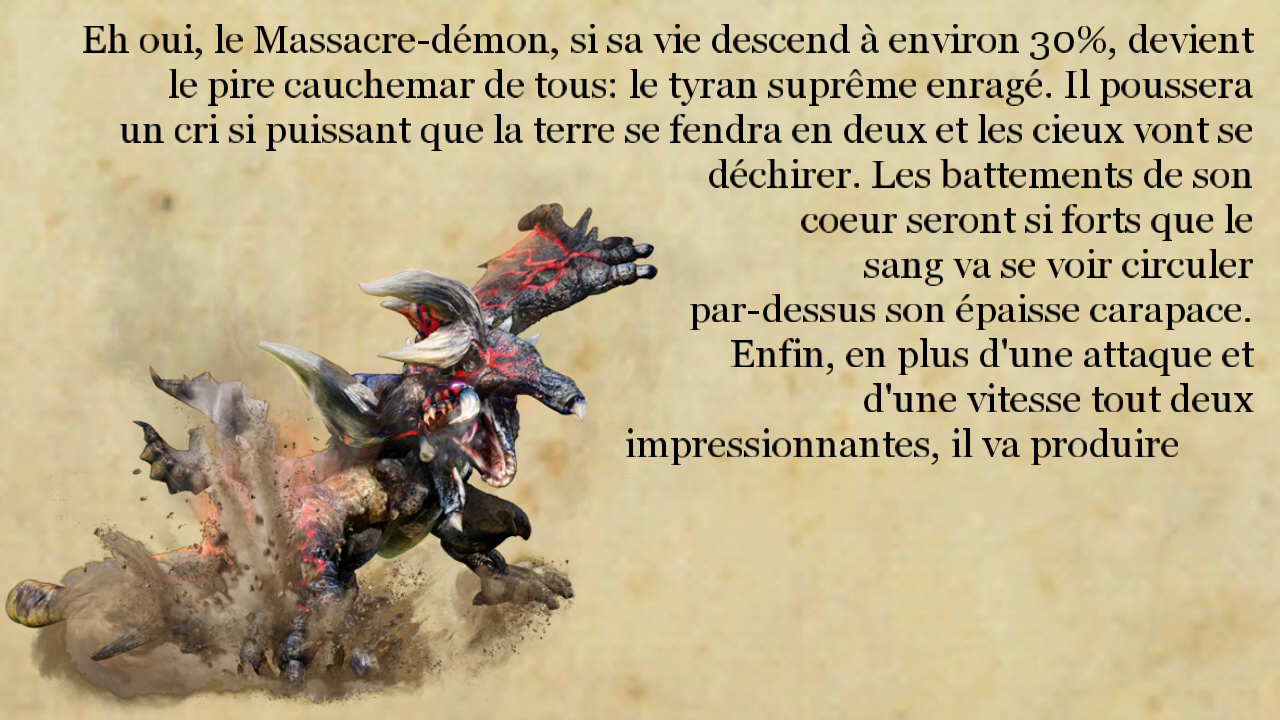 Eh oui, le Massacre-démon, si sa vie descend à environ 30%, devient
le pire cauchemar de tous: le tyran suprême enragé. Il poussera
un cri si puissant que la terre se fendra en deux et les cieux vont se
déchirer. Les battements de son
coeur seront si forts que le
sang va se voir circuler
par-dessus son épaisse carapace.
Enfin, en plus d'une attaque et
d'une vitesse tout deux
impressionnantes, il va produire